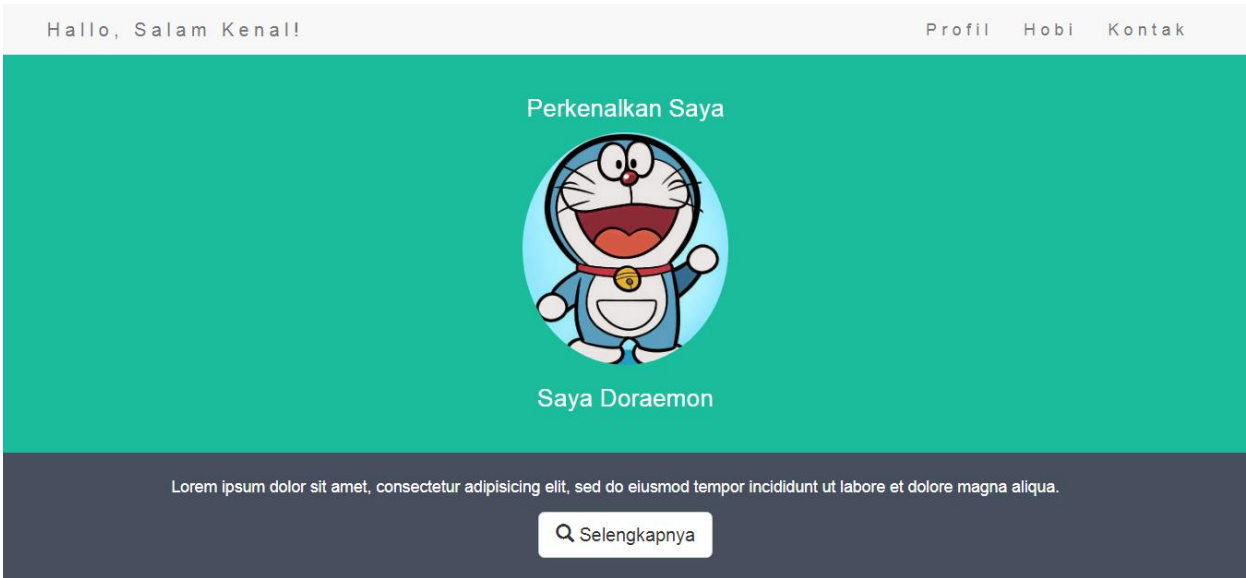 Hallo, Salam Kenal!
Profil Hobi Kontak
Perkenalkan Saya
Saya Doraemon
Lorem ipsum dolor sit amet, consectetur adipisicing elit, sed do eiusmod tempor incididunt ut labore et dolore magna aliqua.
Selengkapnya